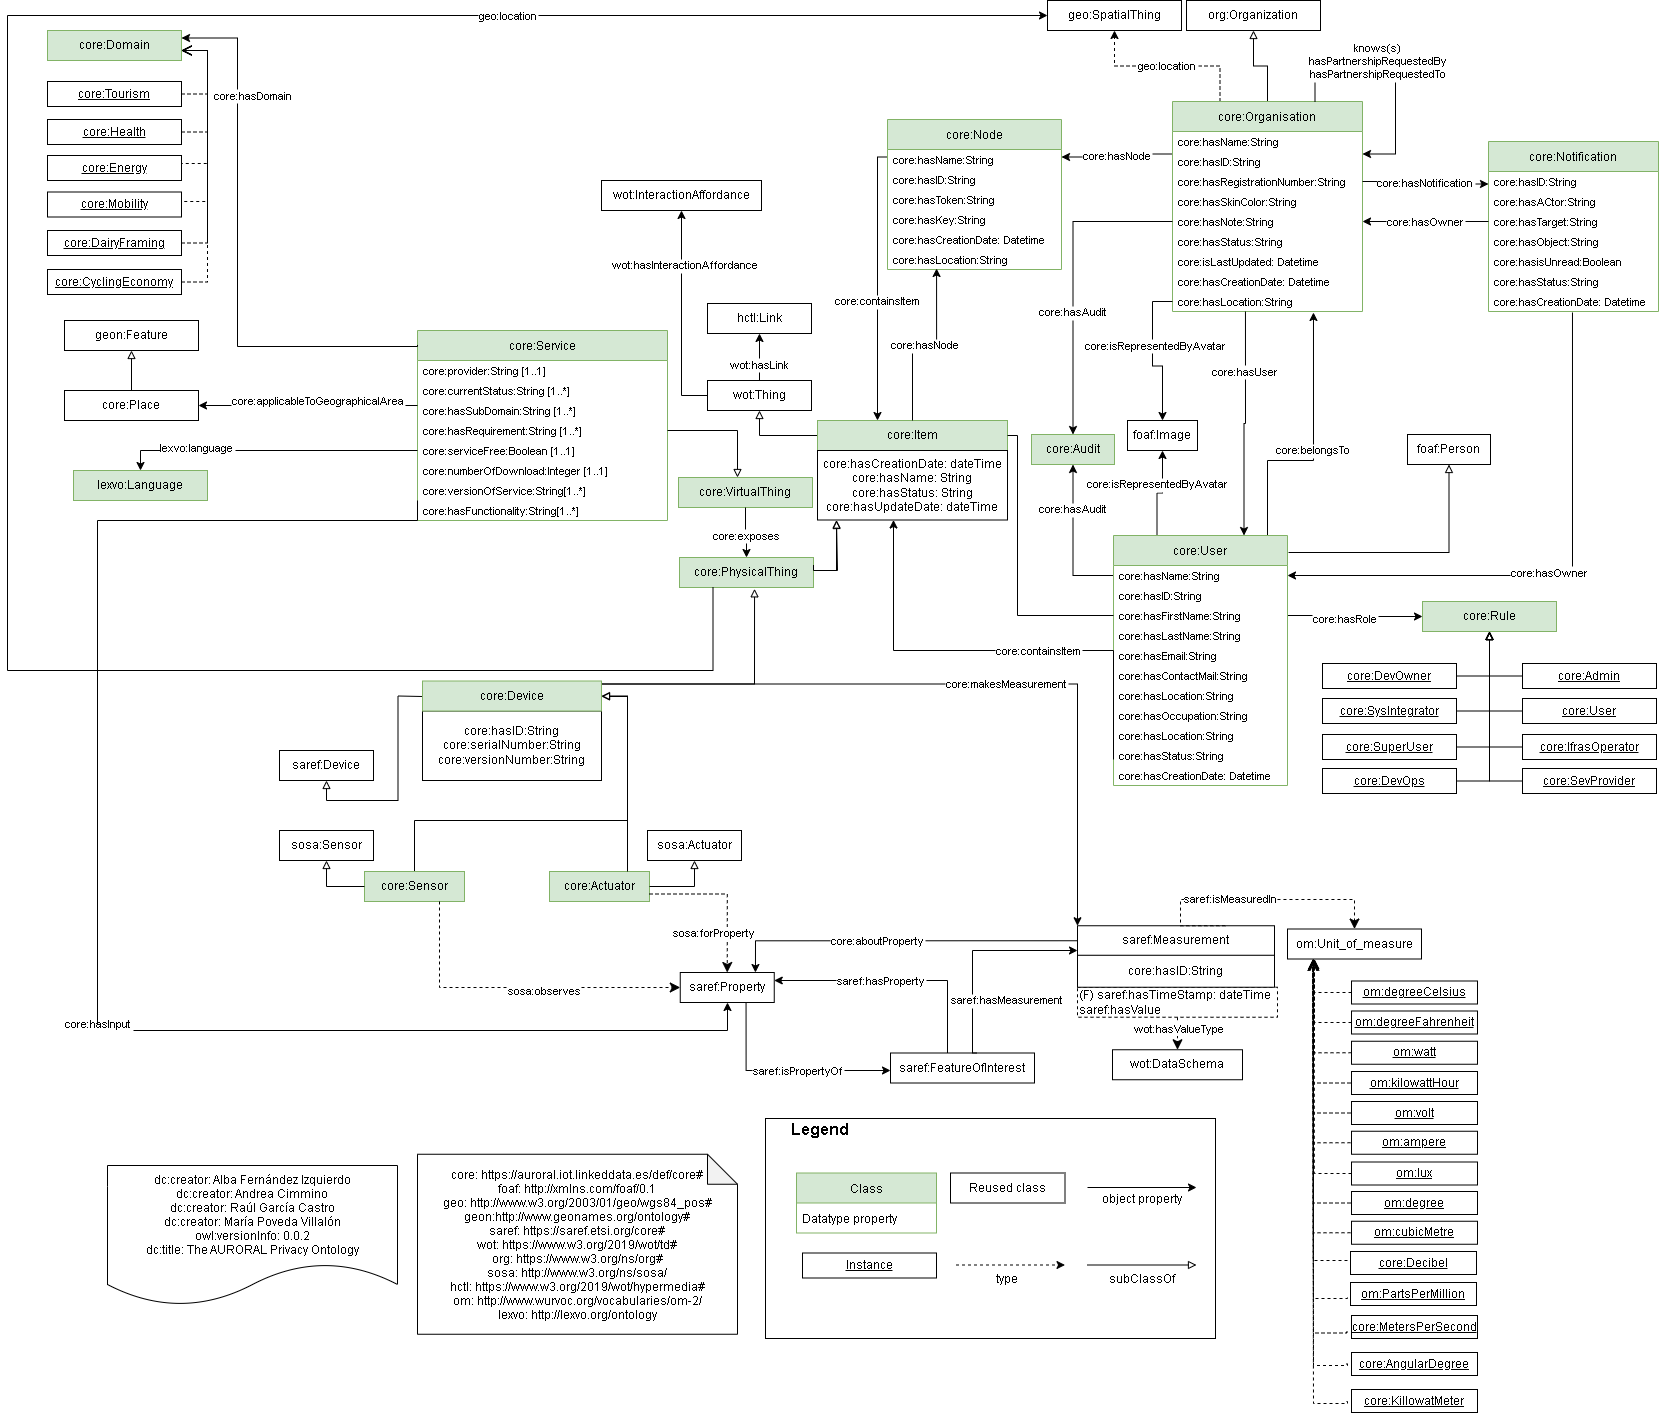 geo:location
geo:SpatialThing
org:Organization
core:Domain
core:hasDomain
core:Tourism
core:Health
core:Energy
core:Mobility
core:DairyFraming
core:CyclingEconomy
geo:location
knows(s)
hasPartnershipRequestedBy
hasPartnershipRequestedTo
core:Organisation
core:hasName:String
core:hasID:String
core:hasRegistrationNumber:String
core:hasSkinColor:String
core:hasNote:String
core:hasStatus:String
core:isLastUpdated: Datetime
core:hasCreationDate: Datetime
core:hasLocation:String
core:Node
core:hasName:String
core:hasID:String
core:hasToken:String
core:hasKey:String
core:hasCreationDate: Datetime
core:hasLocation:String
core:hasNode
core:hasNotification
core:hasOwner
core:Notification
core:hasID:String
core:hasACtor:String
core:hasTarget:String
core:hasObject:String
core:hasisUnread:Boolean
core:hasStatus:String
core:hasCreationDate: Datetime
wot:InteractionAffordance
wot:hasInteractionAffordance
core:containsItem
core:hasNode
core:hasAudit
core:isRepresentedByAvatar
core:hasUser
core:belongsTo
hctl:Link
wot:hasLink
wot:Thing
geon:Feature
core:Place
core:applicableToGeographicalArea
lexvo:language
lexvo:Language
core:Service
core:provider:String [1..1]
core:currentStatus:String [1..*]
core:hasSubDomain:String [1..*]
core:hasRequirement:String [1..*]
core:serviceFree:Boolean [1..1]
core:numberOfDownload:Integer [1..1]
core:versionOfService:String[1..*]
core:hasFunctionality:String[1..*]
core:VirtualThing
core:exposes
core:PhysicalThing
core:Item
core:hasCreationDate: dateTime
core:hasName: String
core:hasStatus: String
core:hasUpdateDate: dateTime
core:Audit
foaf:Image
foaf:Person
core:isRepresentedByAvatar
core:hasAudit
core:User
core:hasName:String
core:hasID:String
core:hasFirstName:String
core:hasLastName:String
core:hasEmail:String
core:hasContactMail:String
core:hasLocation:String
core:hasOccupation:String
core:hasLocation:String
core:hasStatus:String
core:hasCreationDate: Datetime
core:hasOwner
core:hasRole
core:Rule
core:DevOwner
core:Admin
core:SysIntegrator
core:User
core:SuperUser
core:IfrasOperator
core:DevOps
core:SevProvider
core:containsItem
core:makesMeasurement
core:Device
core:hasID:String
core:serialNumber:String
core:versionNumber:String
saref:Device
sosa:Sensor
sosa:Actuator
core:Sensor
core:Actuator
sosa:forProperty
sosa:observes
core:hasInput
saref:Property
core:aboutProperty
saref:hasProperty
saref:hasMeasurement
saref:isPropertyOf
saref:FeatureOfInterest
saref:isMeasuredIn
saref:Measurement
core:hasID:String
(F) saref:hasTimeStamp: dateTime
saref:hasValue
wot:hasValueType
wot:DataSchema
om:Unit_of_measure
om:degreeCelsius
om:degreeFahrenheit
om:watt
om:kilowattHour
om:volt
om:ampere
om:lux
om:degree
om:cubicMetre
core:Decibel
om:PartsPerMillion
core:MetersPerSecond
core:AngularDegree
core:KillowatMeter
dc:creator: Alba Fernández Izquierdo
dc:creator: Andrea Cimmino
dc:creator: Raúl García Castro
dc:creator: María Poveda Villalón
owl:versionInfo: 0.0.2
dc:title: The AURORAL Privacy Ontology
core: https://auroral.iot.linkeddata.es/def/core#
foaf: http://xmlns.com/foaf/0.1
geo: http://www.w3.org/2003/01/geo/wgs84_pos#
geon:http://www.geonames.org/ontology#
saref: https://saref.etsi.org/core#
wot: https://www.w3.org/2019/wot/td#
org: https://www.w3.org/ns/org#
sosa: http://www.w3.org/ns/sosa/
hctl: https://www.w3.org/2019/wot/hypermedia#
om: http://www.wurvoc.org/vocabularies/om-2/
lexvo: http://lexvo.org/ontology
Legend
Class
Datatype property
Reused class
object property
Instance
type
subClassOf